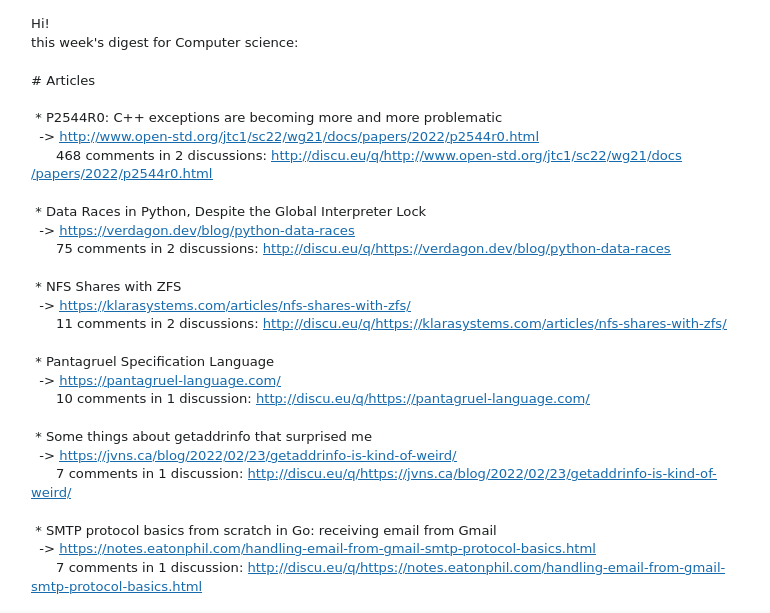 Hi!
this week's digest for Computer science:
# Articles
* P2544R0: C++ exceptions are becoming more and more problematic
-> http://www.open-std.org/jtc1/sc22/wg21/docs/papers/2022/p2544r0.html
468 comments in 2 discussions: http://discu.eu/q/http://www.open-std.org/jtc1/sc22/wg21/docs
/papers/2022/p2544r0.html
* Data Races in Python, Despite the Global Interpreter Lock
-> https://verdagon.dev/blog/python-data-races
75 comments in 2 discussions: http://discu.eu/q/https://verdagon.dev/blog/python-data-races
* NFS Shares with ZFS
-> https://klarasystems.com/articles/nfs-shares-with-zfs/
11 comments in 2 discussions: http://discu.eu/q/https://klarasystems.com/articles/nfs-shares-with-zfs/
* Pantagruel Specification Language
-> https://pantagruel-language.com/
10 comments in 1 discussion: http://discu.eu/q/https://pantagruel-language.com/
* Some things about getaddrinfo that surprised me
-> https://jvns.ca/blog/2022/02/23/getaddrinfo-is-kind-of-weird/
7 comments in 1 discussion: http://discu.eu/q/https://jvns.ca/blog/2022/02/23/getaddrinfo-is-kind-of-
weird/
* SMTP protocol basics from scratch in Go: receiving email from Gmail
-> https://notes.eatonphil.com/handling-email-from-gmail-smtp-protocol-basics.html
7 comments in 1 discussion: http://discu.eu/q/https://notes.eatonphil.com/handling-email-from-gmail-
smtp-protocol-basics.html